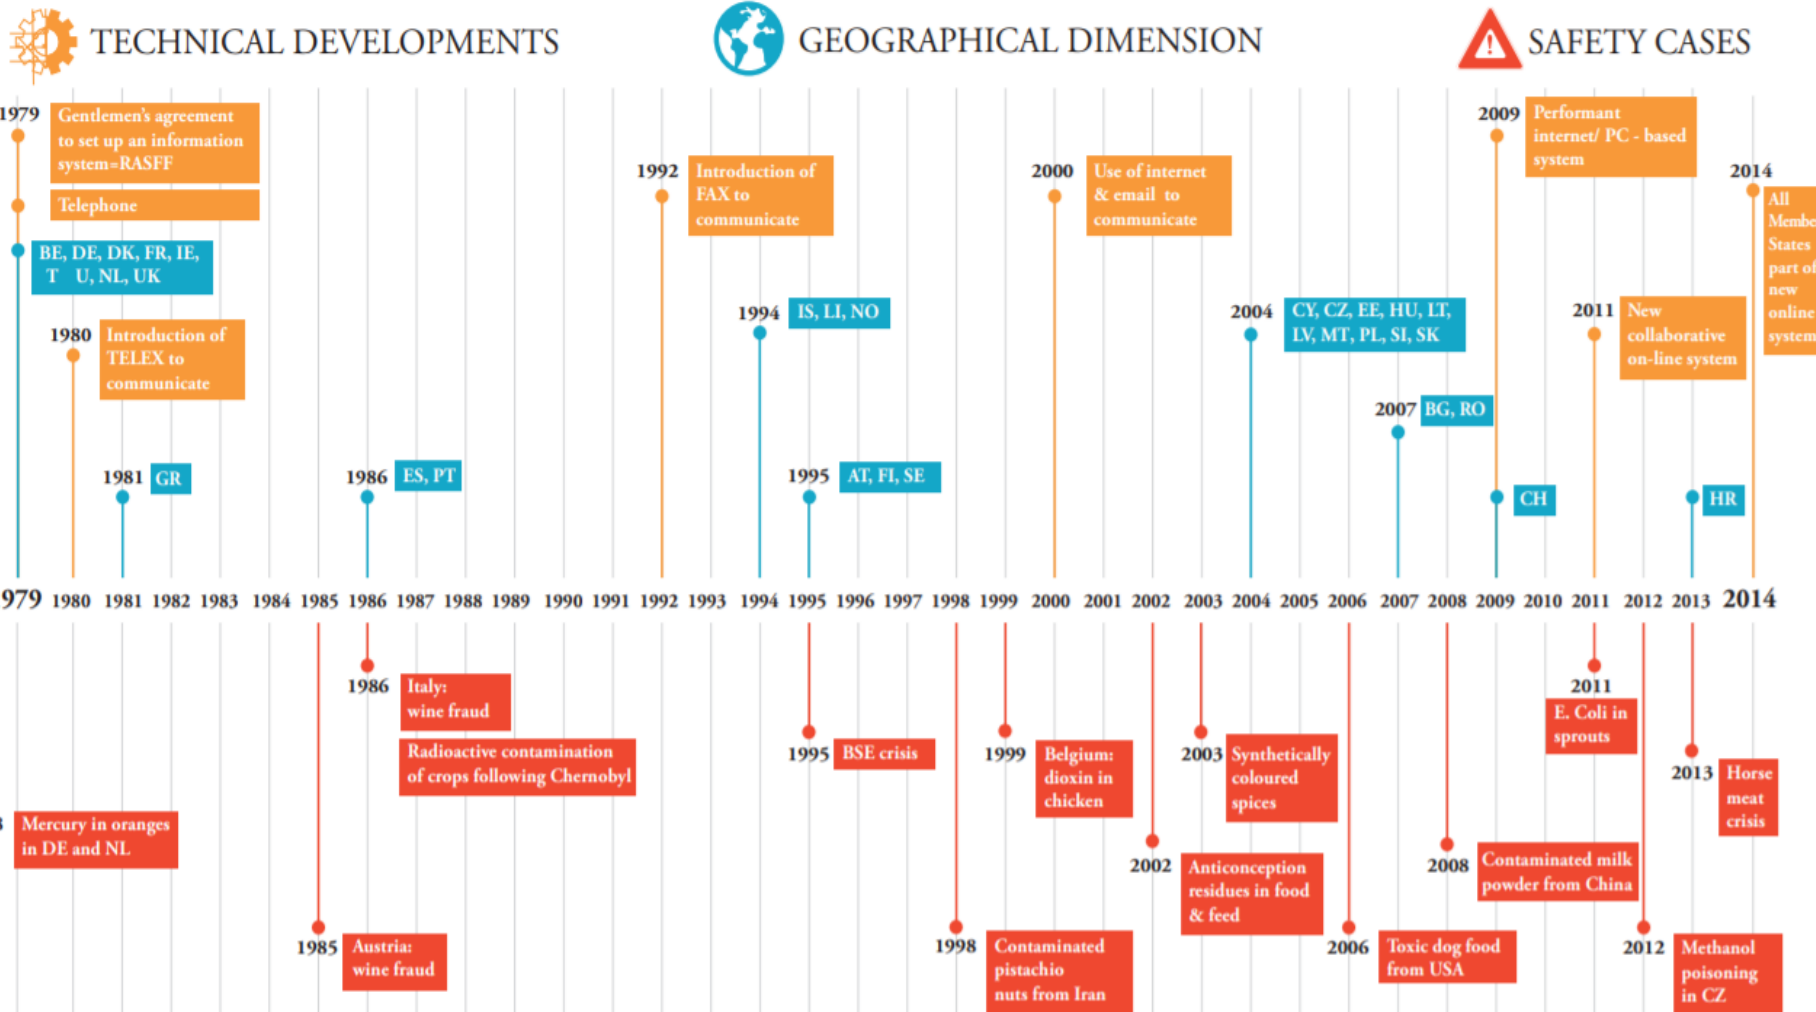 TECHNICAL DEVELOPMENTS
GEOGRAPHICAL DIMENSION
SAFETY CASES
1979
Gentlemen's agreement
to set up an information
system=RASFF
Telephone
BE, DE, DK, FR, IE,
T U, NL, UK
1980
Introduction of
TELEX to
communicate
1981
GR
1986
ES, PT
1992
Introduction of
FAX to
communicate
1994
IS, LI, NO
1995
AT, FI, SE
2000
Use of internet
& email to
communicate
2004
CY, CZ, EE, HU, LT,
LV, MT, PL, SI, SK
2007
BG, RO
2009
Performant
internet/ PC - based
system
CH
2011
New
collaborative
on-line system
HR
2014
All
Membe
States
part of
new
online
system
979 1980 1981 1982 1983 1984 1985 1986 1987 1988 1989 1990 1991 1992 1993 1994 1995 1996 1997 1998 1999 2000 2001 2002 2003 2004 2005 2006 2007 2008 2009 2010 2011 2012 2013 2014
Mercury in oranges
in DE and NL
1985
Austria:
wine fraud
1986
Italy:
wine fraud
Radioactive contamination
of crops following Chernobyl
1995
BSE crisis
1998
Contaminated
pistachio
nuts from Iran
1999
Belgium:
dioxin in
chicken
2002
Anticonception
residues in food
& feed
2003
Synthetically
coloured
spices
2006
Toxic dog food
from USA
2008
Contaminated milk
powder from China
2011
E. Coli in
sprouts
2012
Methanol
poisoning
in CZ
2013
Horse
meat
crisis